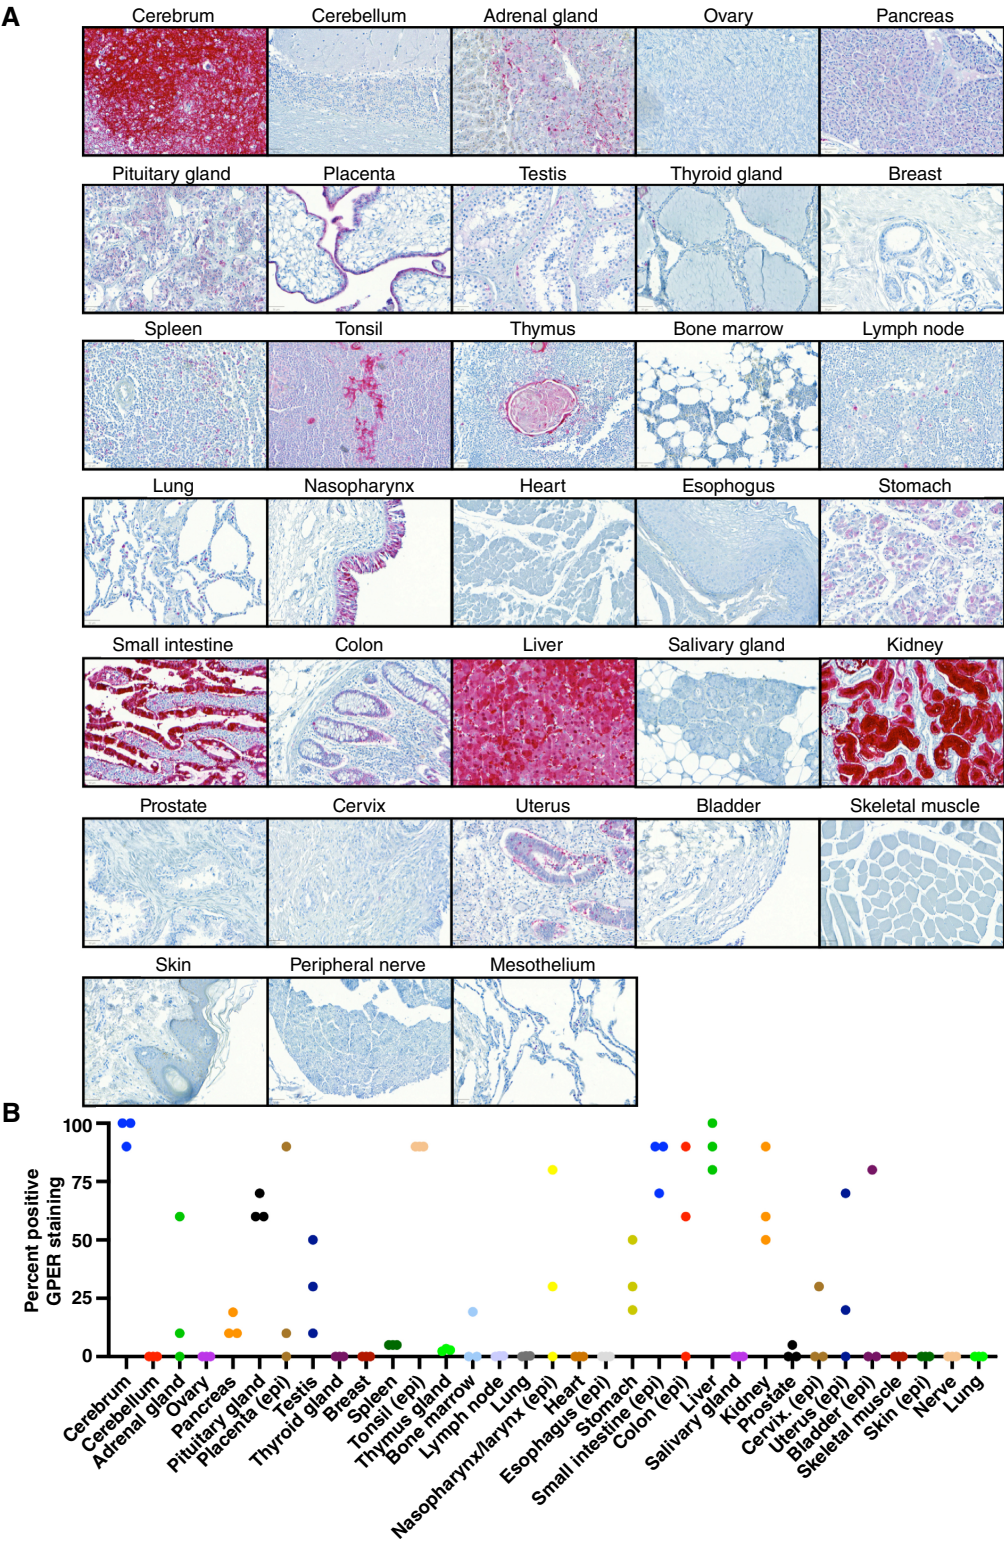 A
Cerebrum Cerebellum Adrenal gland Ovary Pancreas
Pituitary gland Placenta Testis Thyroid gland Breast
Spleen Tonsil Thymus Bone marrow Lymph node
Lung Nasopharynx Heart Esophogus Stomach
Small intestine Colon Liver Salivary gland Kidney
Prostate Cervix Uterus Bladder Skeletal muscle
Skin Peripheral nerve Mesothelium
B
Percent positive
GPER staining
100
75
50
25
0
Cerebrum
Cerebellum
Adrenal gland
Ovary
Pancreas
Pituitary gland
Placenta (epi)
Testis
Thyroid gland
Breast
Spleen
Tonsil (epi)
Thymus gland
Bone marrow
Lymph node
Lung
Nasopharynx/larynx (epi)
Heart
Esophagus (epi)
Stomach
Small intestine (epi)
Colon (epi)
Liver
Salivary gland
Kidney
Prostate
Cervix, (epi)
Uterus (epi)
Bladder (epi)
Skeletal muscle
Skin (epi)
Nerve
Lung